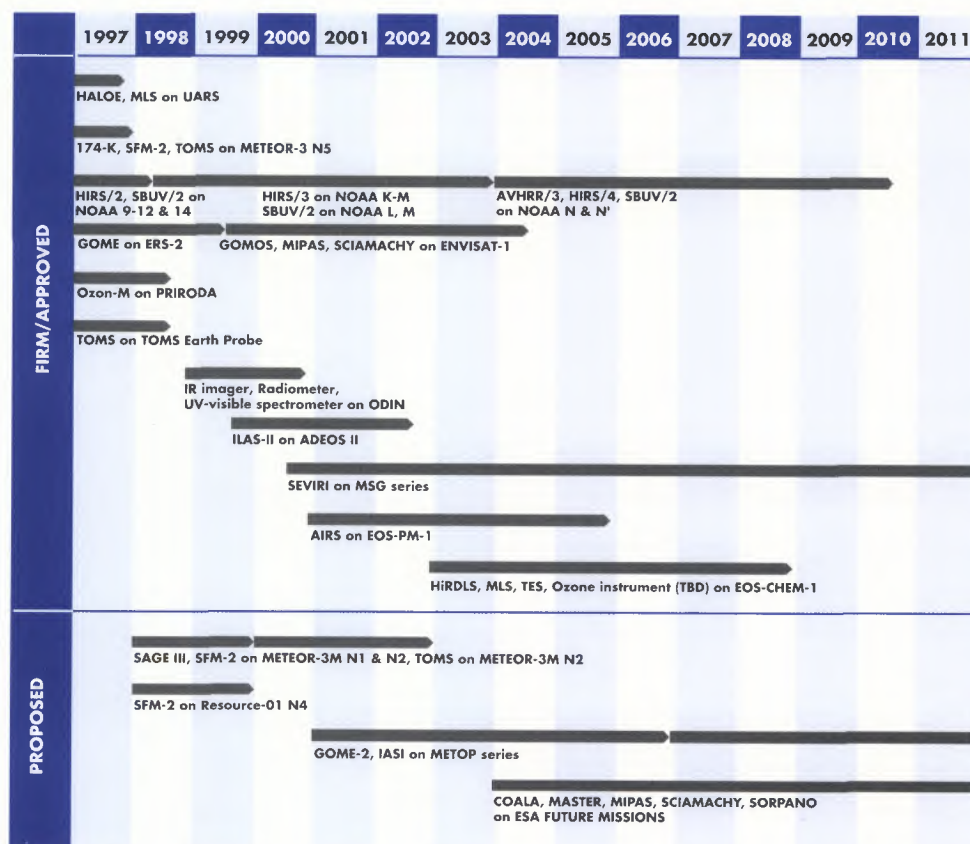 1997 1998 1999 2000 2001 2002 2003 2004 2005 2006 2007 2008 2009 2010 2011
FIRM/APPROVED
HALOE, MLS on UARS
174-K, SFM-2, TOMS on METEOR-3 N5
HIRS/2, SBUV/2 on
NOAA 9-12 & 14
HIRS/3 on NOAA K-M
SBUV/2 on NOAA L, M
AVHRR/3, HIRS/4, SBUV/2
on NOAA N & N'
GOME on ERS-2
GOMOS, MIPAS, SCIAMACHY on ENVISAT-1
Ozon-M on PRIRODA
TOMS on TOMS Earth Probe
IR imager, Radiometer,
UV-visible spectrometer on ODIN
ILAS-II on ADEOS II
SEVIRI on MSG series
AIRS on EOS-PM-1
HiRDLS, MLS, TES, Ozone instrument (TBD) on EOS-CHEM-1
PROPOSED
SAGE III, SFM-2 on METEOR-3M N1 & N2, TOMS on METEOR-3M N2
SFM-2 on Resource-01 N4
GOME-2, IASI on METOP series
COALA, MASTER, MIPAS, SCIAMACHY, SORPANO
on ESA FUTURE MISSIONS